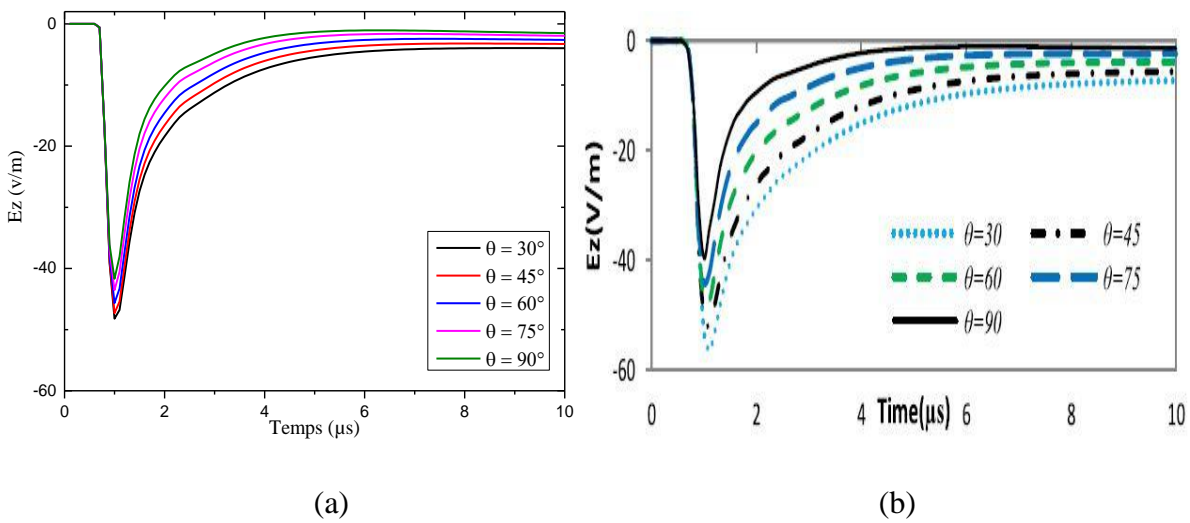 0
-20
-40
-60
Ez (v/m)
θ = 30°
θ = 45°
θ = 60°
θ = 75°
θ = 90°
0 2 4 6 8 10
Temps (µs)
(a)
0
-20
-40
-60
Ez(V/m)
θ=30 θ=45
θ=60 θ=75
θ=90
0 2 4 6 8 10
Time(µs)
(b)